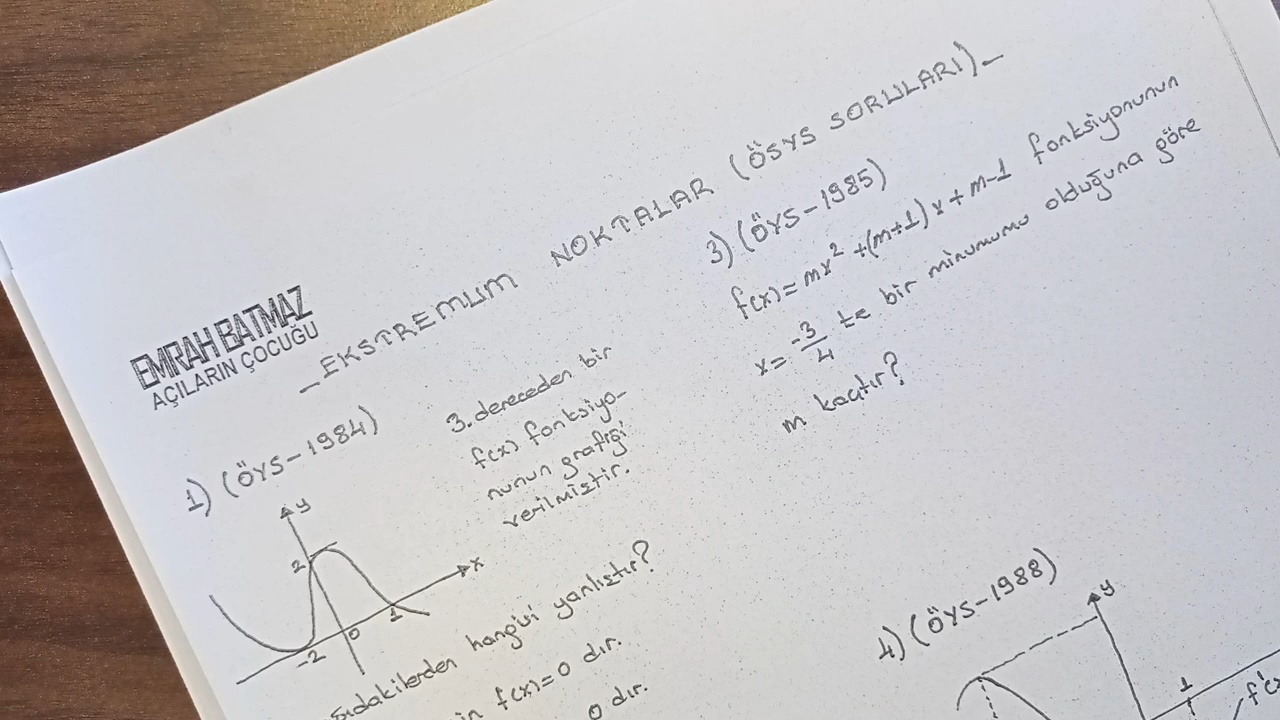 _EKSTREMUM NOKTALAR (ÖSYS SORULARI)_
EMRAH BATMAZ
AÇILARIN ÇOCUĞU
1) (ÖYS-1984)
y
2
x
-2
0
1
3. dereceden bir
f(x) fonksiyo-
nunun grafiği
verilmiştir.
hangisi yanlıştır?
f(x)=0 dır.
0 dır.
3) (ÖYS-1985)
f(x)=mx²+(m+1)x+m-1 fonksiyonunun
x=-3/4 te bir minumumu olduğuna göre
m kaçtır?
4) (ÖYS-1988)
y
1